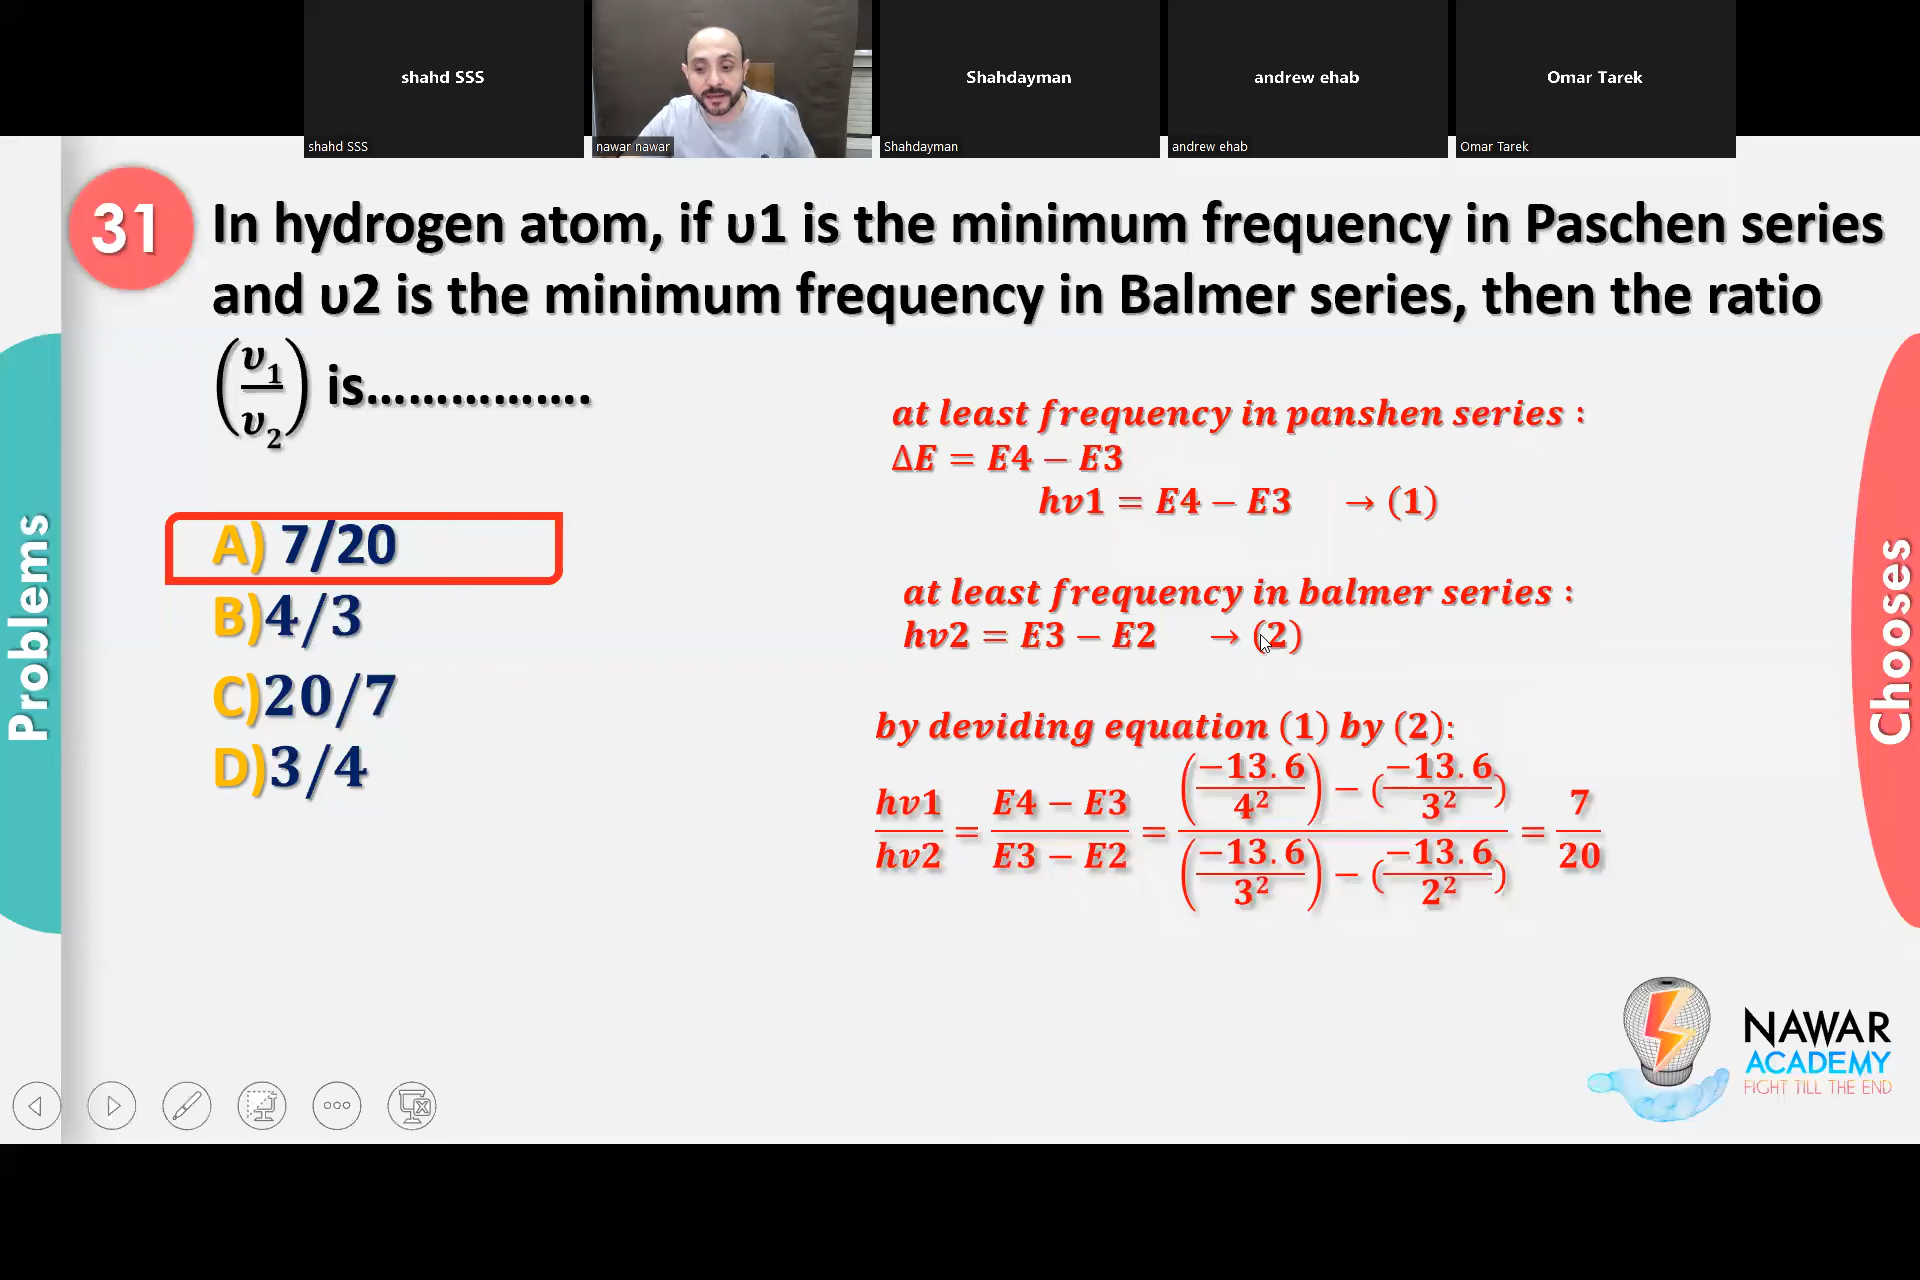 shahd SSS
Shahdayman
andrew ehab
Omar Tarek
shahd SSS
nawar nawar
Shahdayman
andrew ehab
Omar Tarek
31
In hydrogen atom, if υ1 is the minimum frequency in Paschen series
and υ2 is the minimum frequency in Balmer series, then the ratio
(υ₁/υ₂) is................
A) 7/20
B)4/3
C)20/7
D)3/4
at least frequency in panshen series :
ΔE = E4 − E3
hv1 = E4 − E3 → (1)
at least frequency in balmer series :
hv2 = E3 − E2 → (2)
by deviding equation (1) by (2):
hv1/hv2 = (E4 − E3)/(E3 − E2) = ((−13.6/4²) − (−13.6/3²))/((−13.6/3²) − (−13.6/2²)) = 7/20
Problems
Chooses
NAWAR
ACADEMY
FIGHT TILL THE END